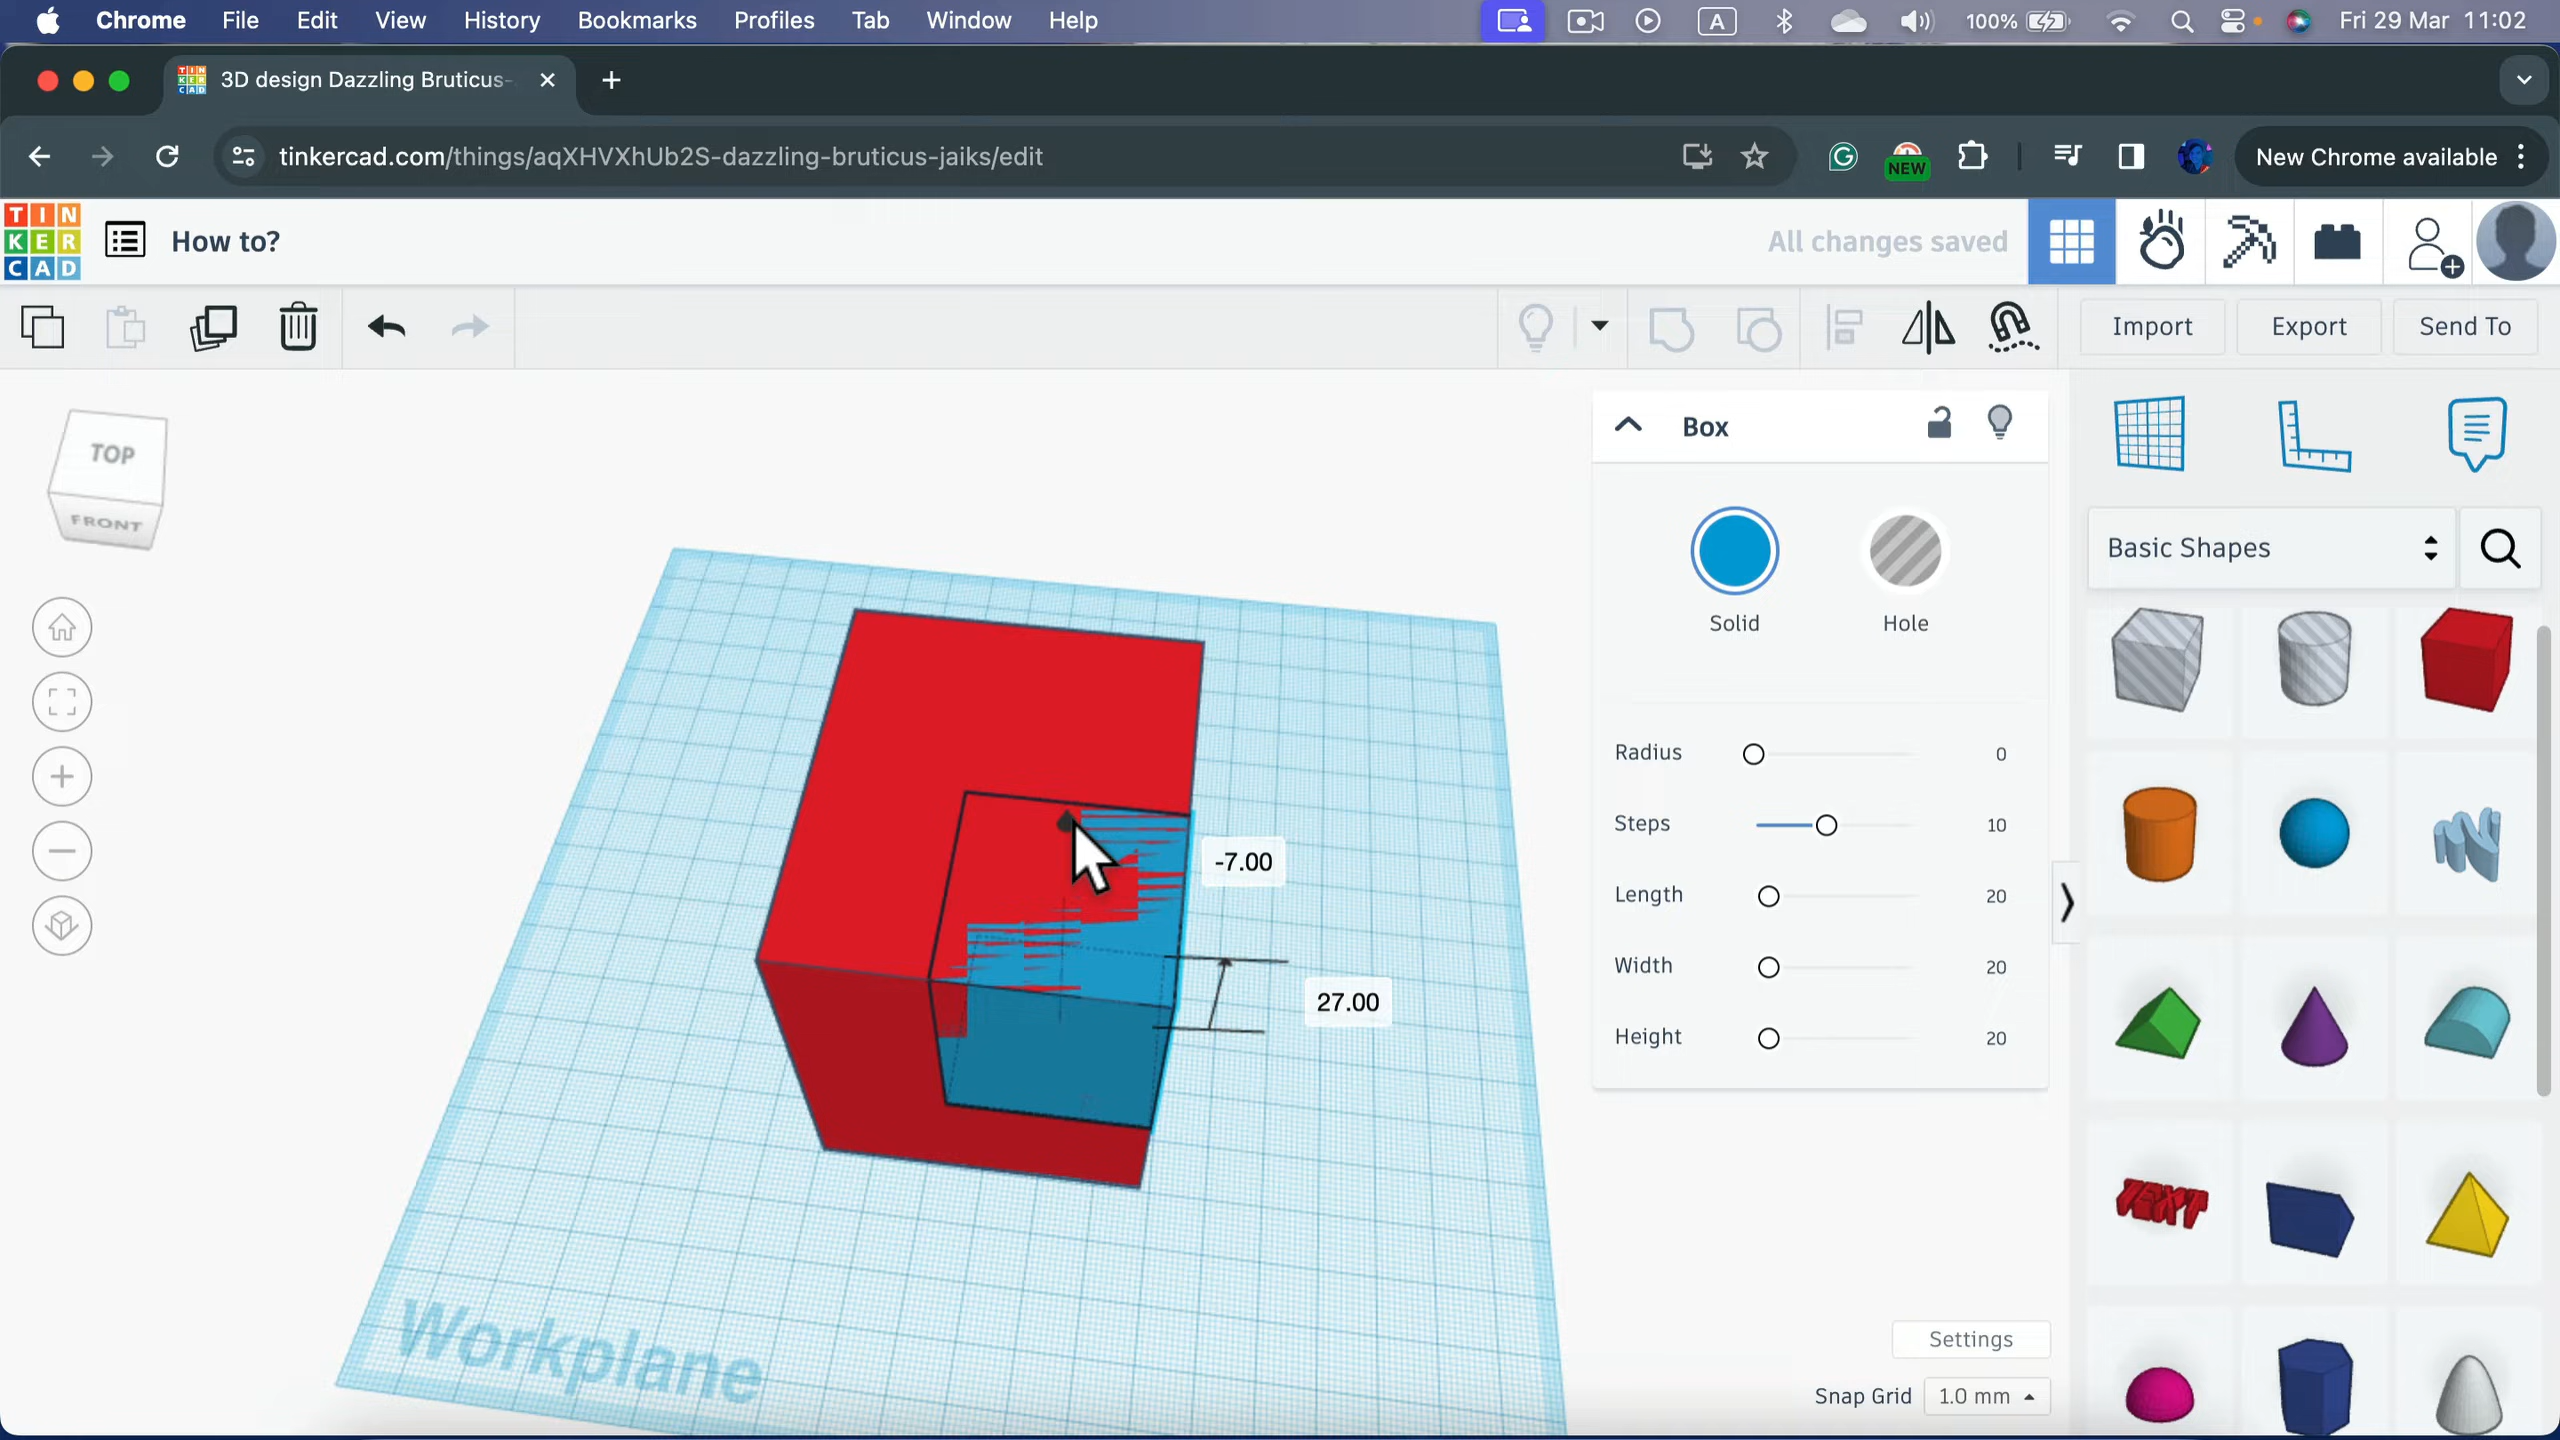 Chrome File Edit View History Bookmarks Profiles Tab Window Help A 100% Fri 29 Mar 11:02
3D design Dazzling Bruticus-
tinkercad.com/things/aqXHVXhUb2S-dazzling-bruticus-jaiks/edit NEW New Chrome available
TIN
KER
CAD
How to? All changes saved
Import Export Send To
TOP
FRONT
Box
Solid Hole
Radius 0
Steps 10
Length 20
Width 20
Height 20
-7.00
27.00
Workplane
Settings
Snap Grid 1.0 mm
Basic Shapes
TEXT